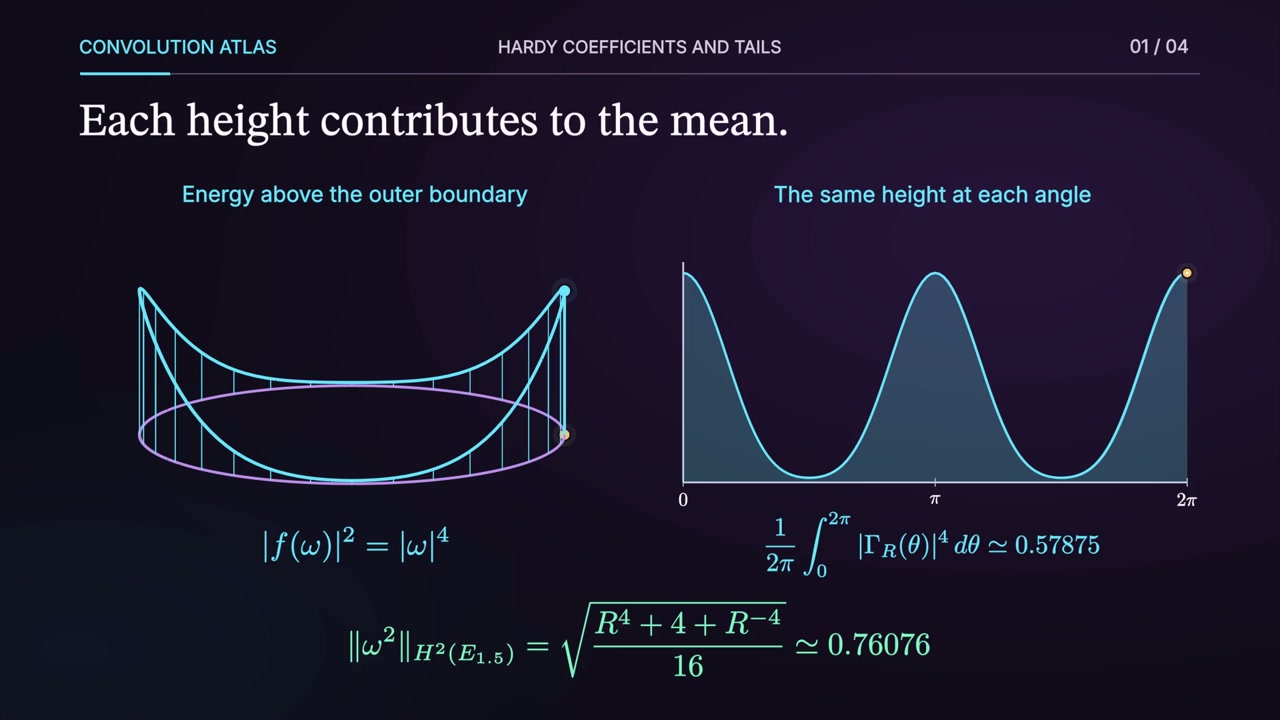 CONVOLUTION ATLAS
HARDY COEFFICIENTS AND TAILS
01 / 04
Each height contributes to the mean.
Energy above the outer boundary
The same height at each angle
0
π
2π
|f(ω)|² = |ω|⁴
1/2π ∫₀^{2π} |Γ_R(θ)|⁴ dθ ≃ 0.57875
‖ω²‖_{H²(E_{1.5})} = √((R⁴ + 4 + R⁻⁴)/16) ≃ 0.76076